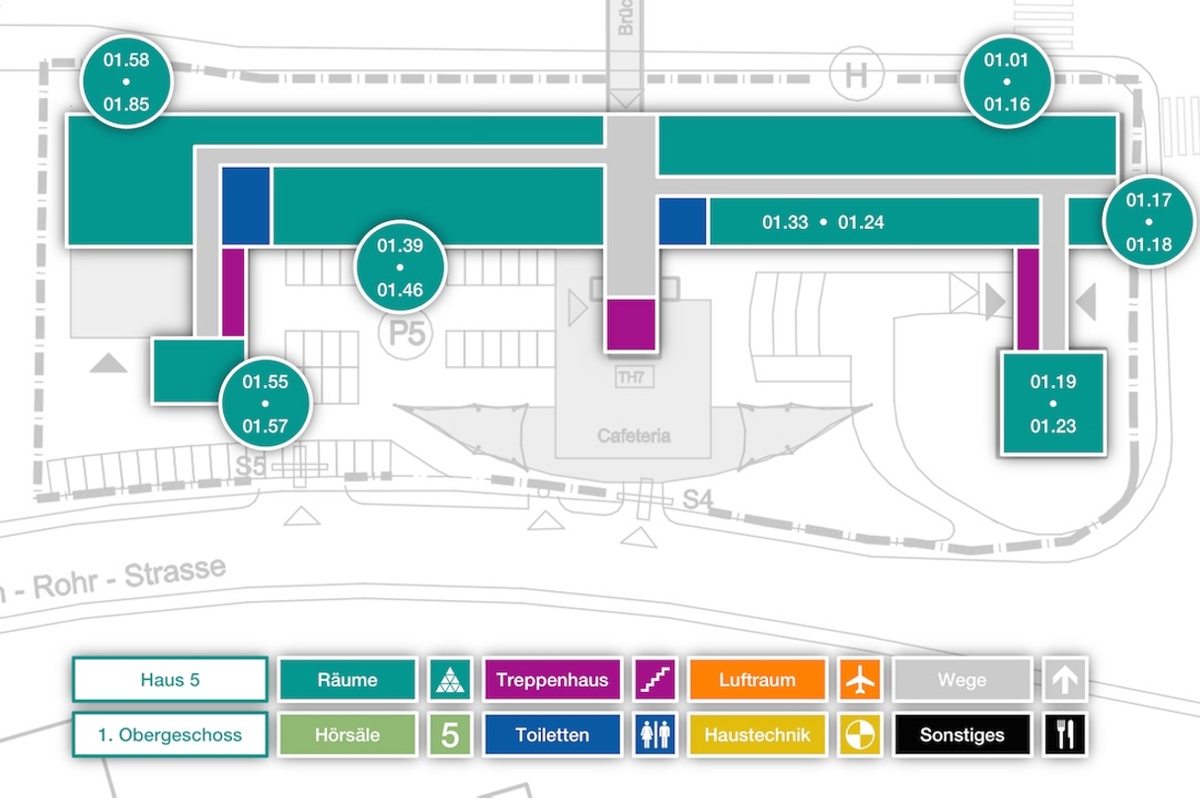 Brüc
01.58
•
01.85
H
01.01
•
01.16
01.17
•
01.18
01.33 • 01.24
01.39
•
01.46
P5
TH7
01.55
•
01.57
01.19
•
01.23
Cafeteria
S5
S4
- Rohr - Strasse
Haus 5
Räume
Treppenhaus
Luftraum
Wege
1. Obergeschoss
Hörsäle
5
Toiletten
Haustechnik
Sonstiges